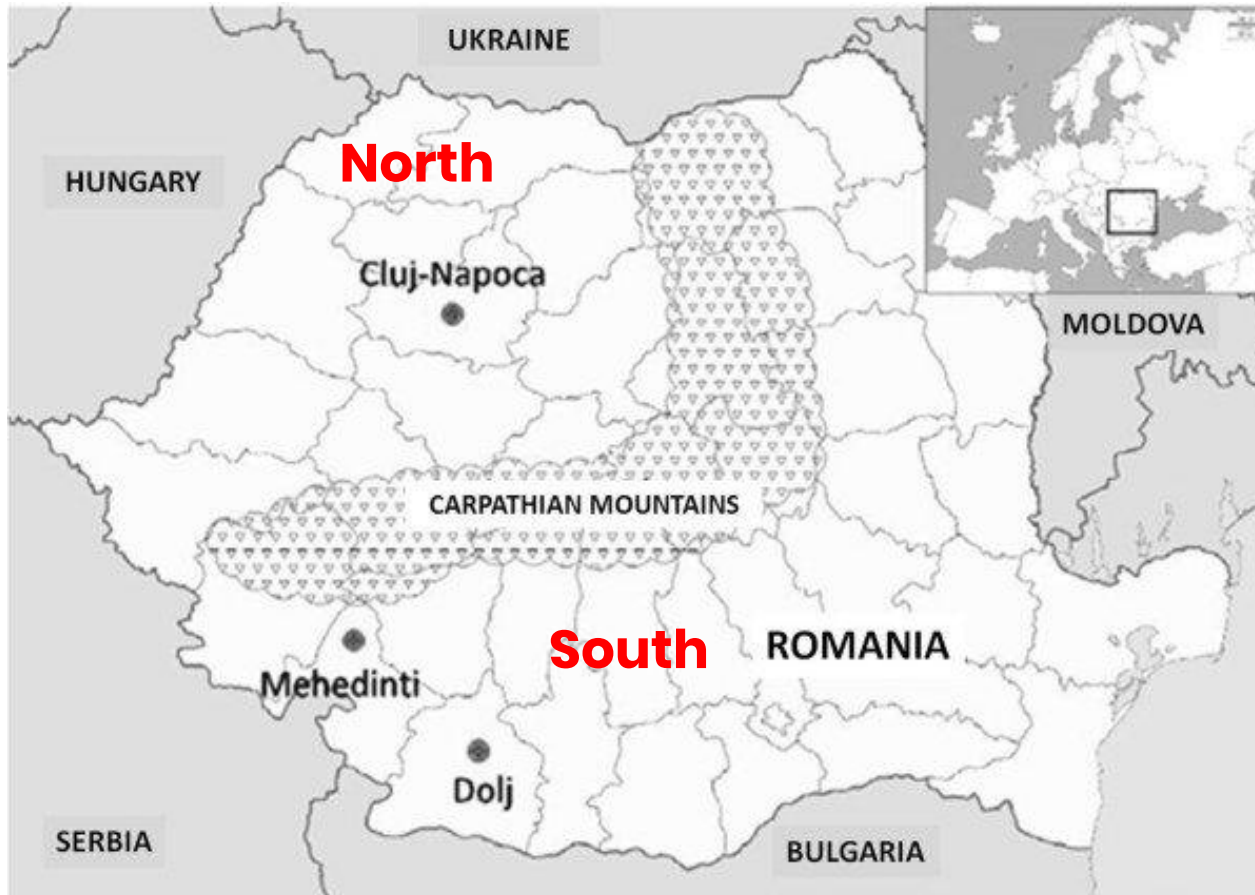 UKRAINE
North
HUNGARY
Cluj-Napoca
MOLDOVA
CARPATHIAN MOUNTAINS
South
ROMANIA
Mehedinti
Dolj
SERBIA
BULGARIA